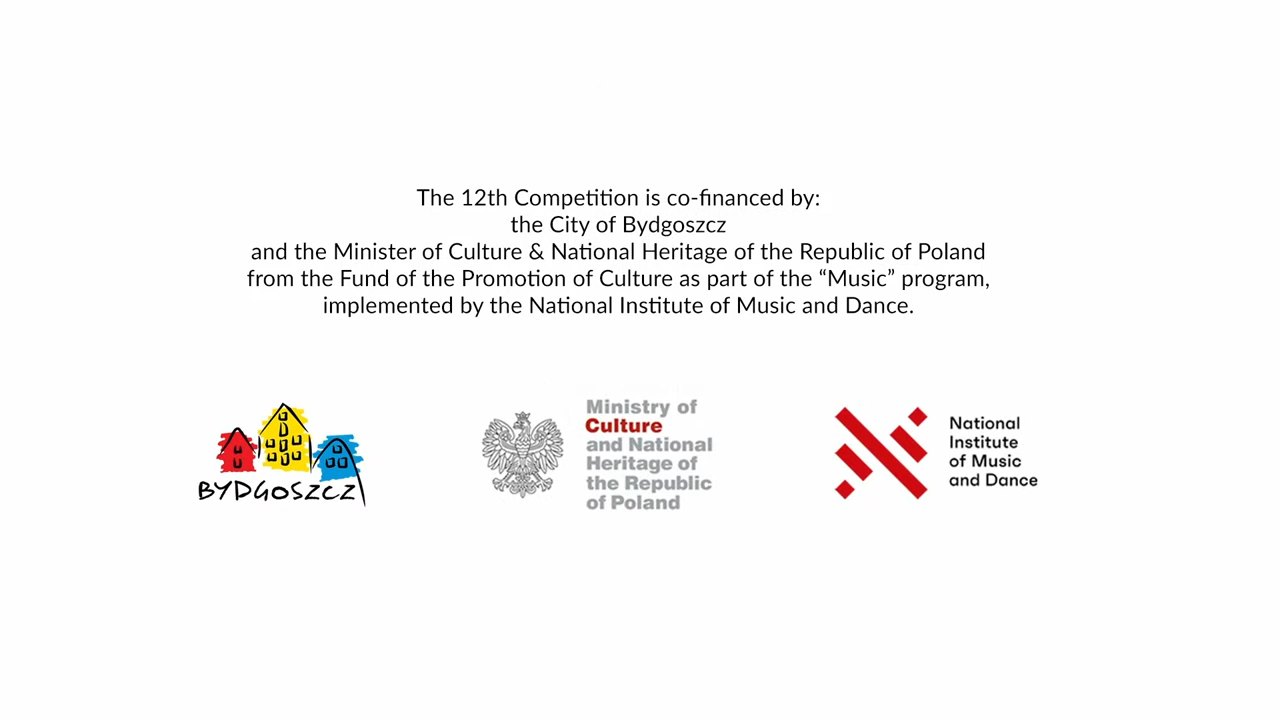 The 12th Competition is co-financed by:
the City of Bydgoszcz
and the Minister of Culture & National Heritage of the Republic of Poland
from the Fund of the Promotion of Culture as part of the “Music” program,
implemented by the National Institute of Music and Dance.
BYDGOSZCZ
Ministry of
Culture
and National
Heritage of
the Republic
of Poland
National
Institute
of Music
and Dance